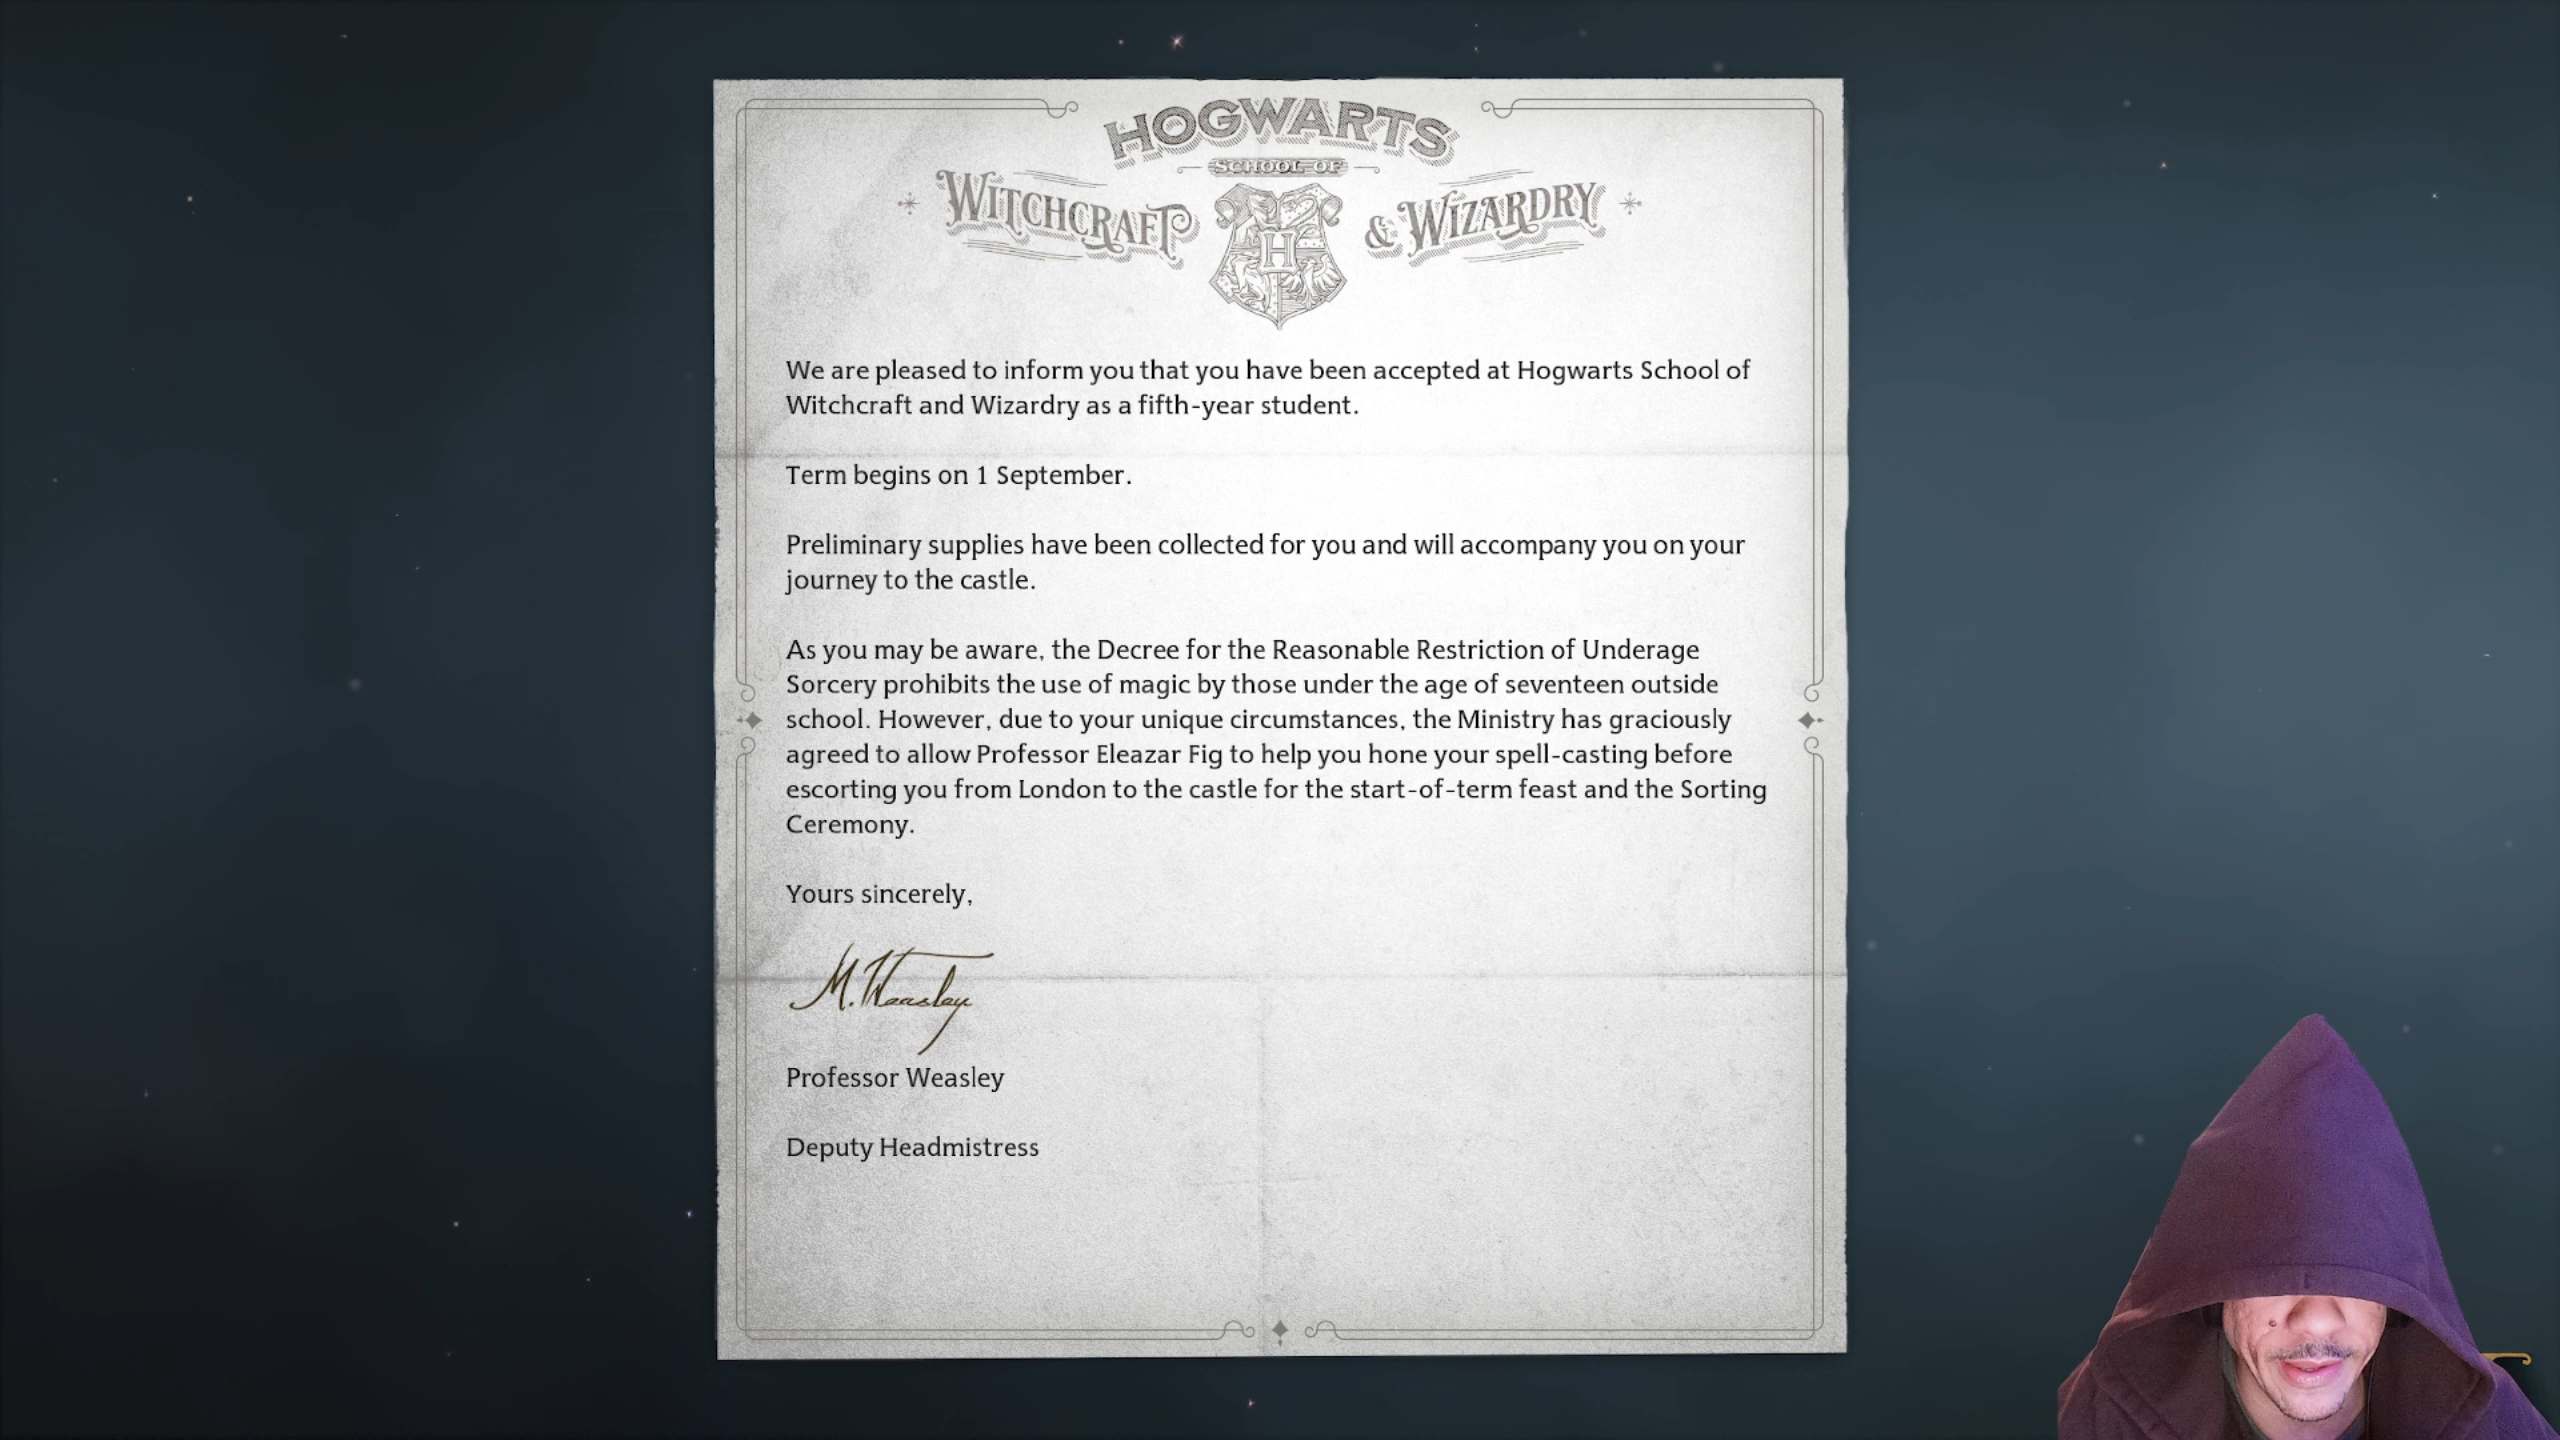 HOGWARTS
SCHOOL OF
WITCHCRAFT & WIZARDRY
H
We are pleased to inform you that you have been accepted at Hogwarts School of
Witchcraft and Wizardry as a fifth-year student.
Term begins on 1 September.
Preliminary supplies have been collected for you and will accompany you on your
journey to the castle.
As you may be aware, the Decree for the Reasonable Restriction of Underage
Sorcery prohibits the use of magic by those under the age of seventeen outside
school. However, due to your unique circumstances, the Ministry has graciously
agreed to allow Professor Eleazar Fig to help you hone your spell-casting before
escorting you from London to the castle for the start-of-term feast and the Sorting
Ceremony.
Yours sincerely,
M. Weasley
Professor Weasley
Deputy Headmistress